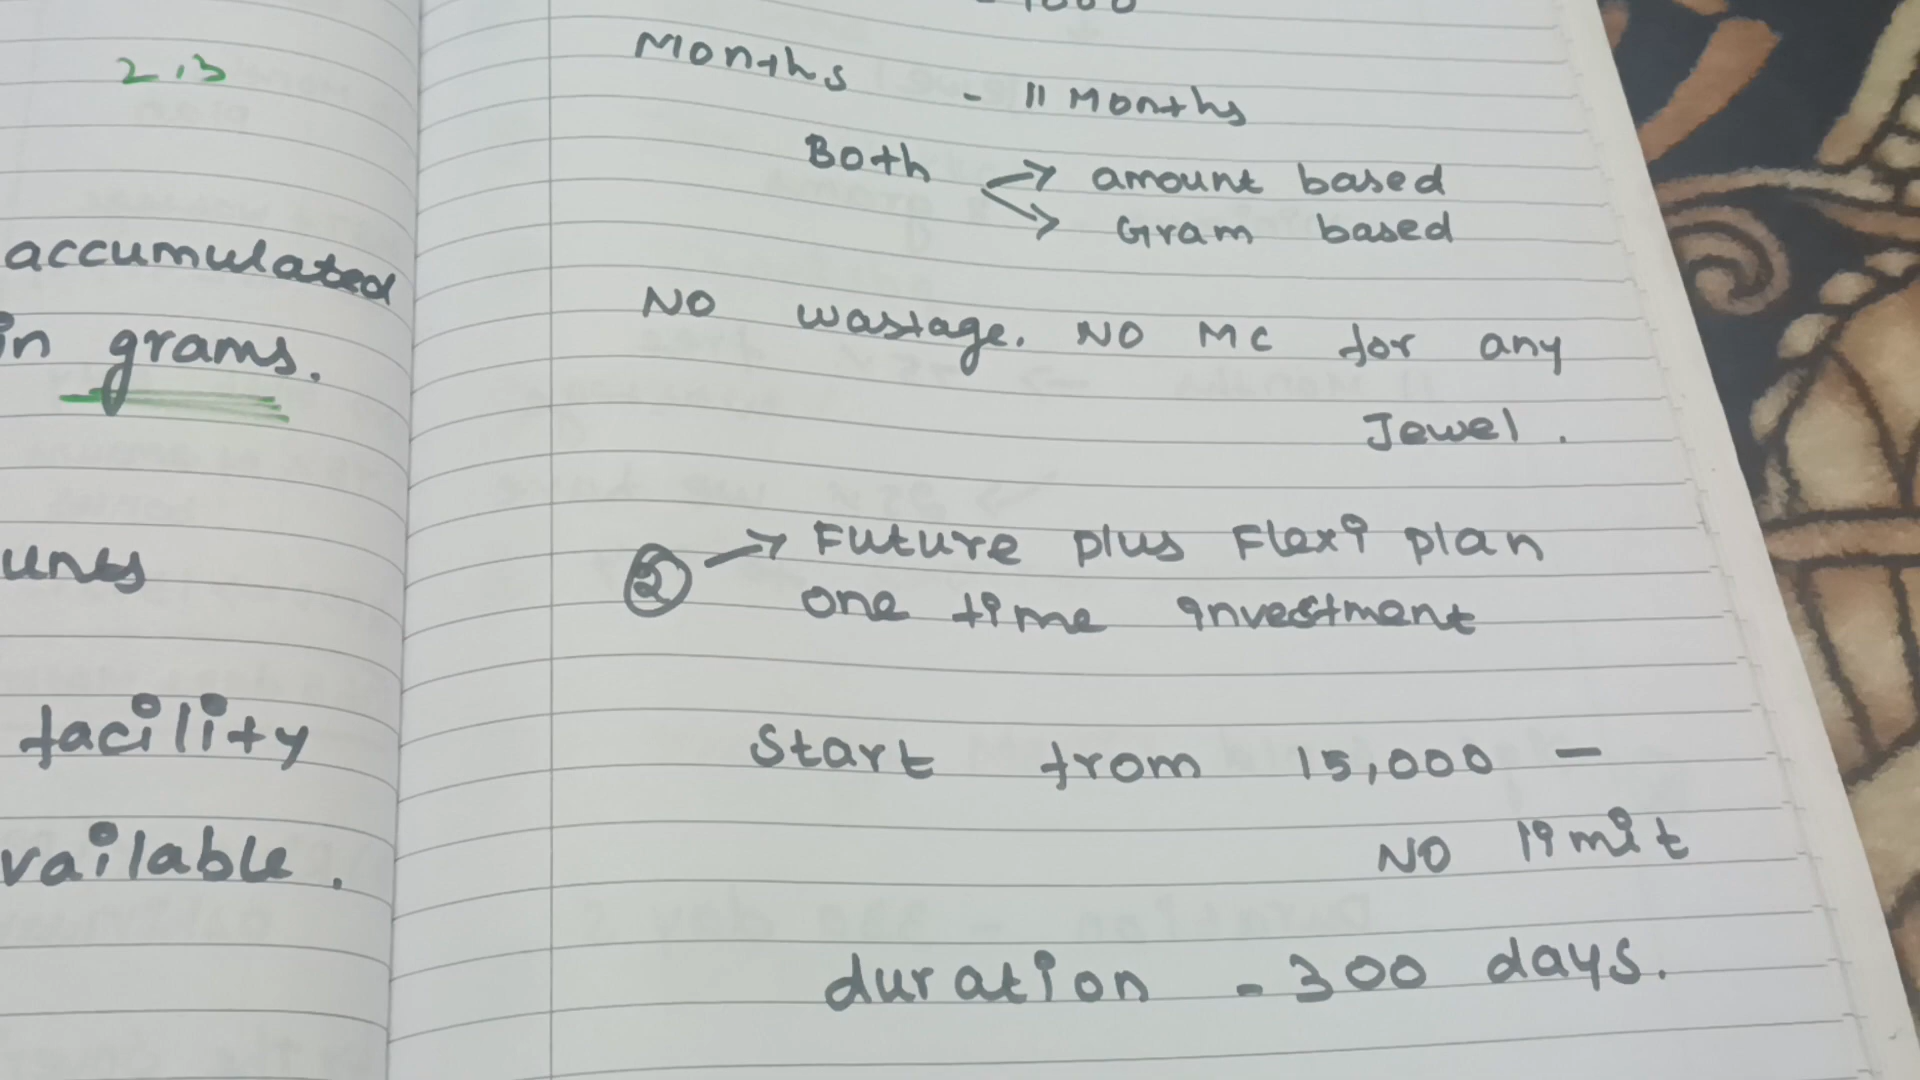 2,3
accumulated
in grams.
facility
vailable.
Months - 11 Months
Both → amount based
→ Gram based
No wastage. No MC for any
Jewel.
② → Future plus Flexi plan
one time investment
Start from 15,000 -
No limit
duration - 300 days.